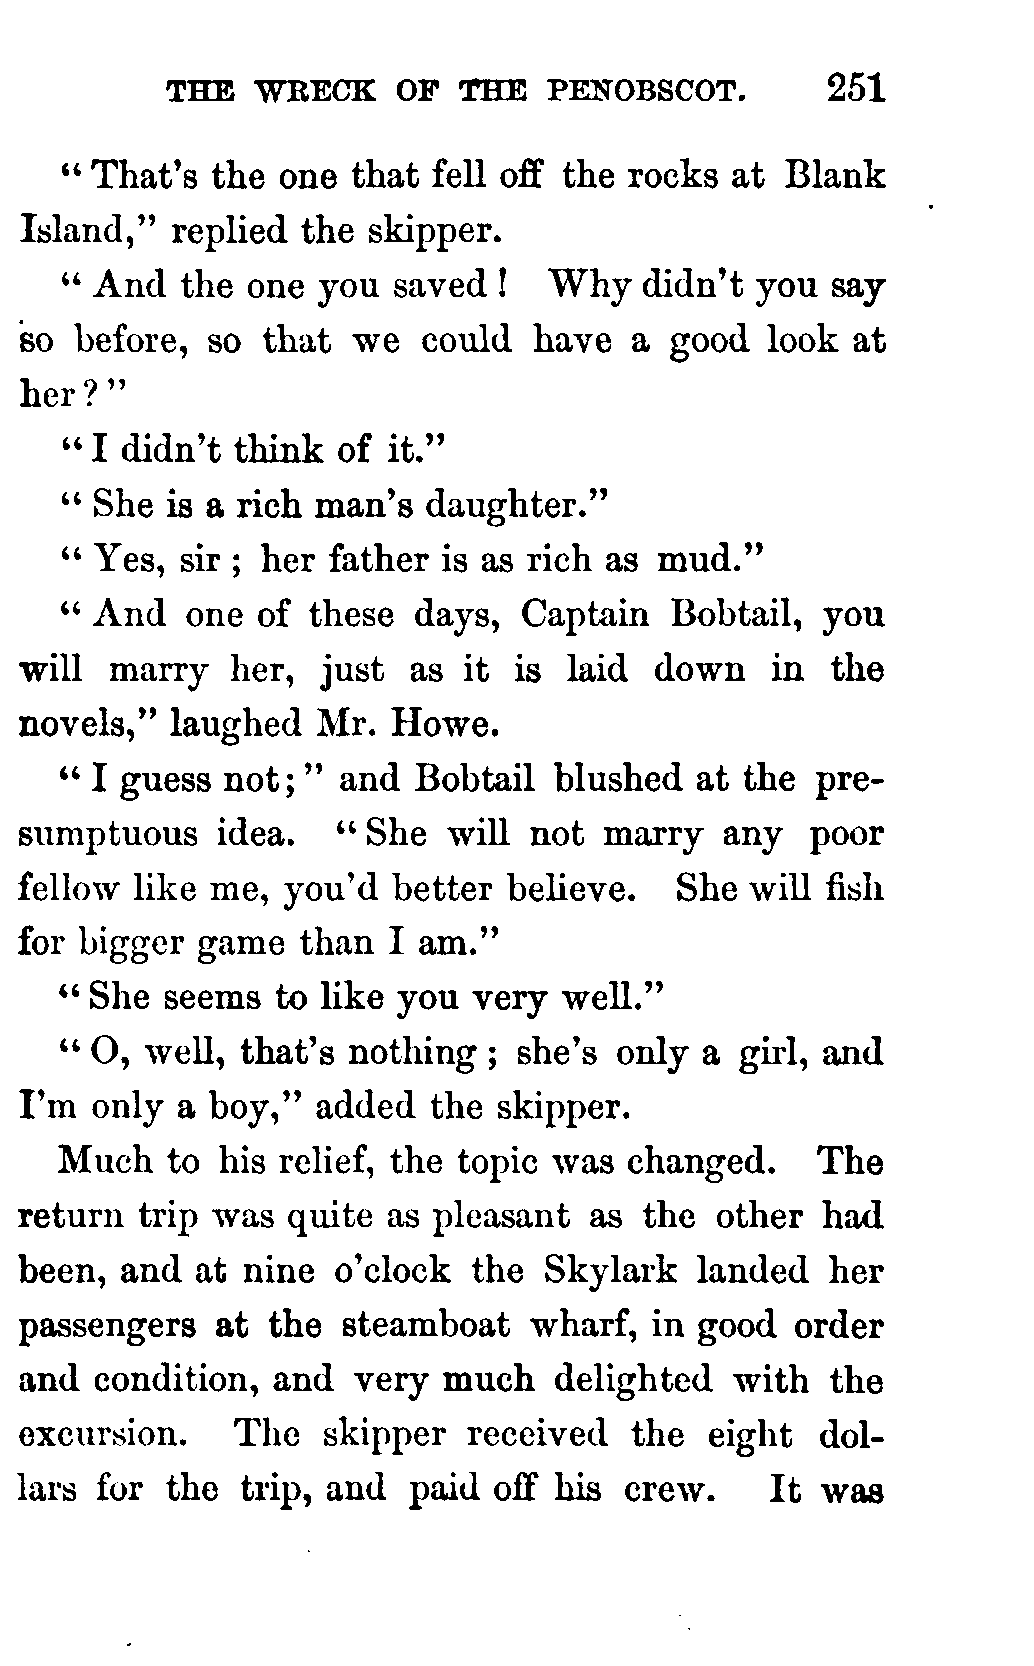 THE WRECK OF THE PENOBSCOT. 251
“That’s the one that fell off the rocks at Blank
Island,” replied the skipper.
“And the one you saved! Why didn’t you say
so before, so that we could have a good look at
her?”
“I didn’t think of it.”
“She is a rich man’s daughter.”
“Yes, sir; her father is as rich as mud.”
“And one of these days, Captain Bobtail, you
will marry her, just as it is laid down in the
novels,” laughed Mr. Howe.
“I guess not;” and Bobtail blushed at the pre-
sumptuous idea. “She will not marry any poor
fellow like me, you’d better believe. She will fish
for bigger game than I am.”
“She seems to like you very well.”
“O, well, that’s nothing; she’s only a girl, and
I’m only a boy,” added the skipper.
Much to his relief, the topic was changed. The
return trip was quite as pleasant as the other had
been, and at nine o’clock the Skylark landed her
passengers at the steamboat wharf, in good order
and condition, and very much delighted with the
excursion. The skipper received the eight dol-
lars for the trip, and paid off his crew. It was